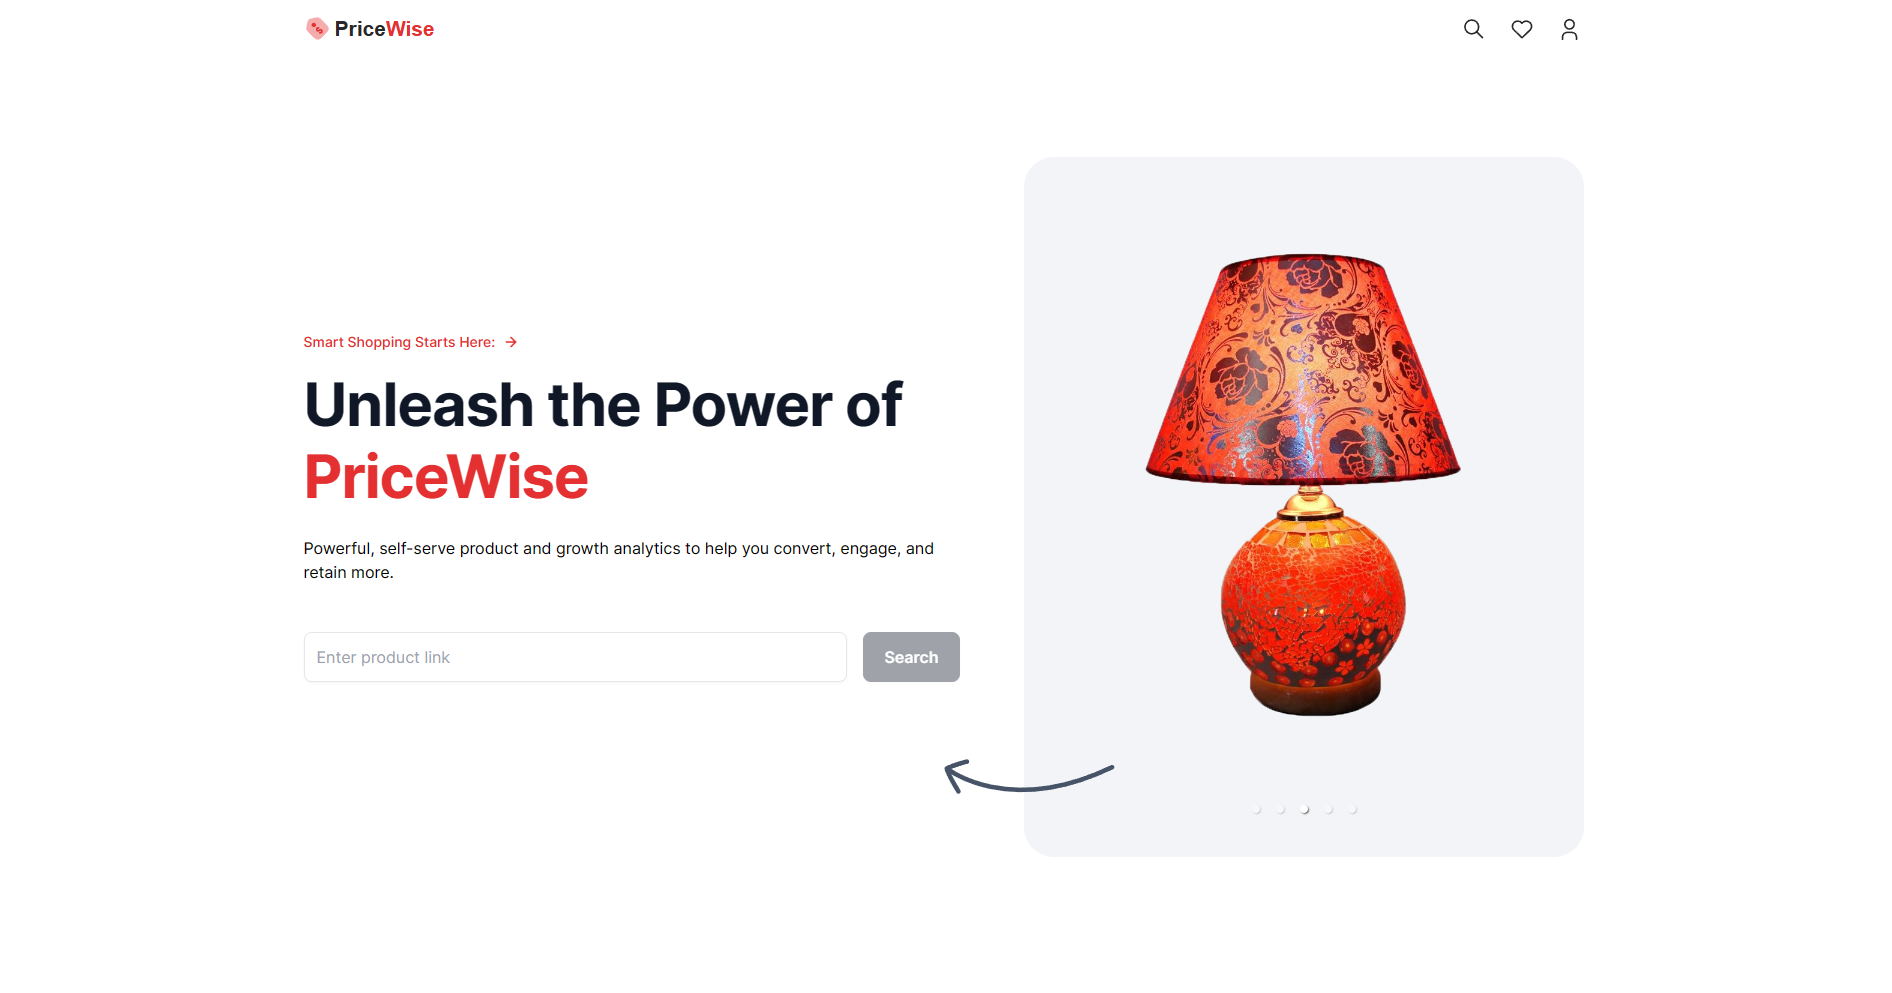 PriceWise
Smart Shopping Starts Here:
Unleash the Power of
PriceWise
Powerful, self-serve product and growth analytics to help you convert, engage, and
retain more.
Enter product link
Search